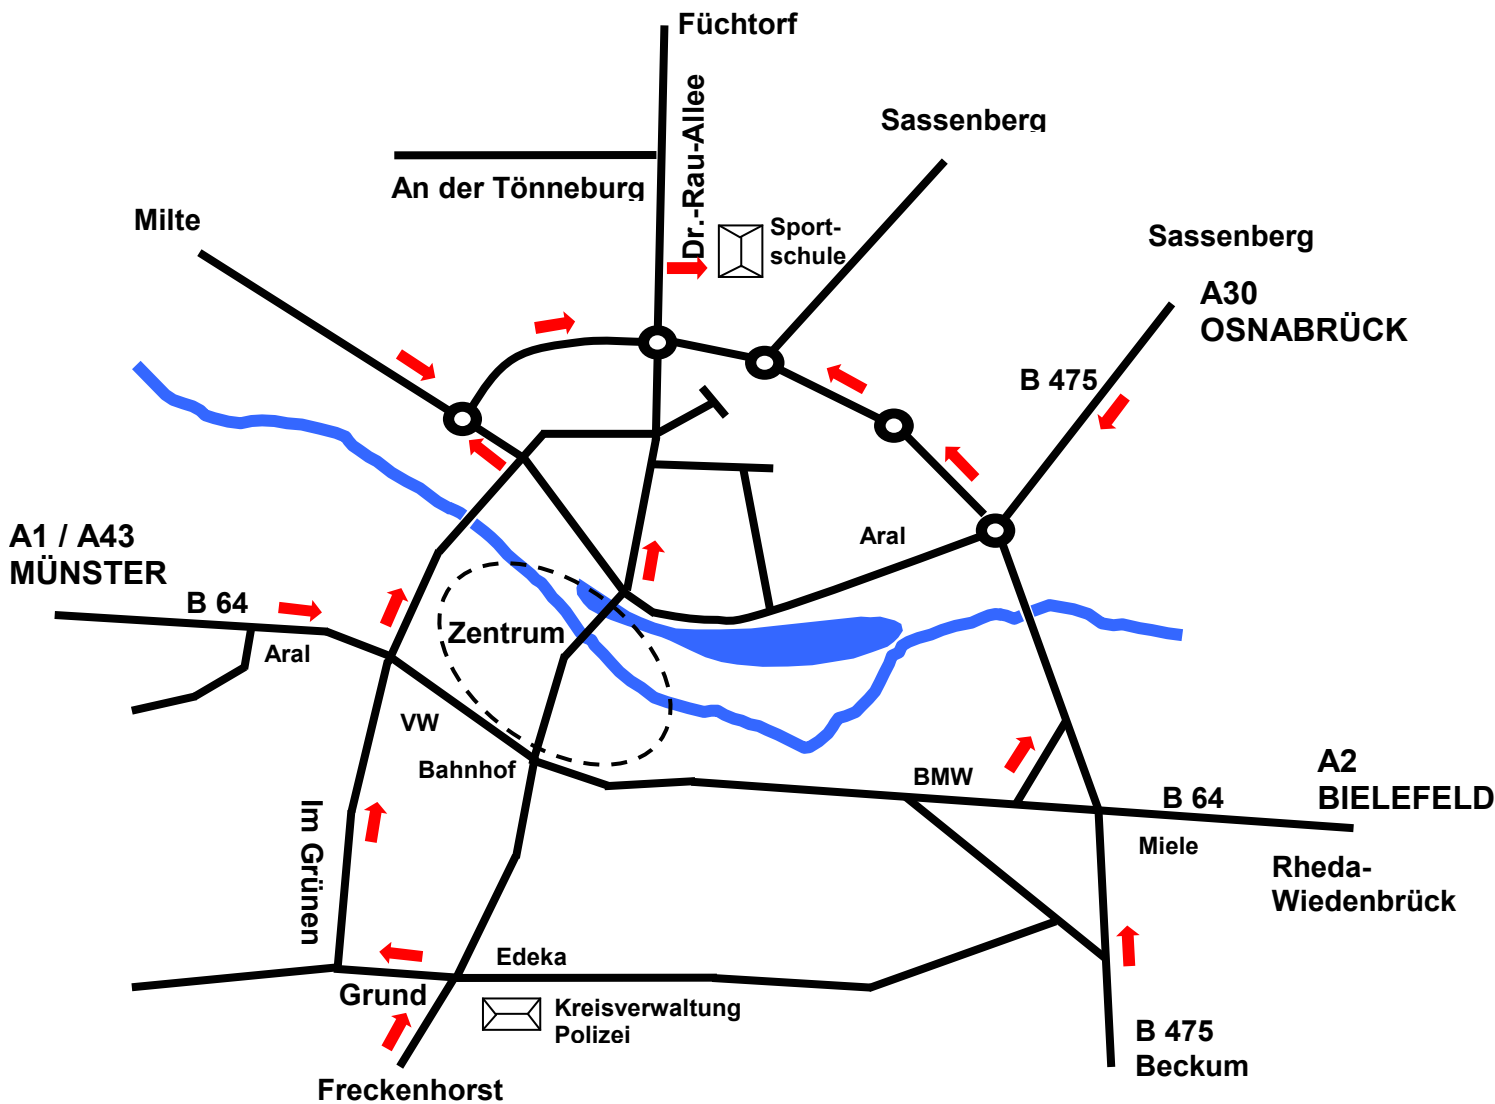 Füchtorf
Dr.-Rau-Allee
Sassenberg
An der Tönneburg
Milte
Sport-
schule
Sassenberg
A30
OSNABRÜCK
B 475
A1 / A43
MÜNSTER
B 64
Aral
Aral
Zentrum
VW
Bahnhof
BMW
A2
BIELEFELD
B 64
Miele
Rheda-
Wiedenbrück
Im Grünen
Edeka
Grund
Kreisverwaltung
Polizei
B 475
Beckum
Freckenhorst